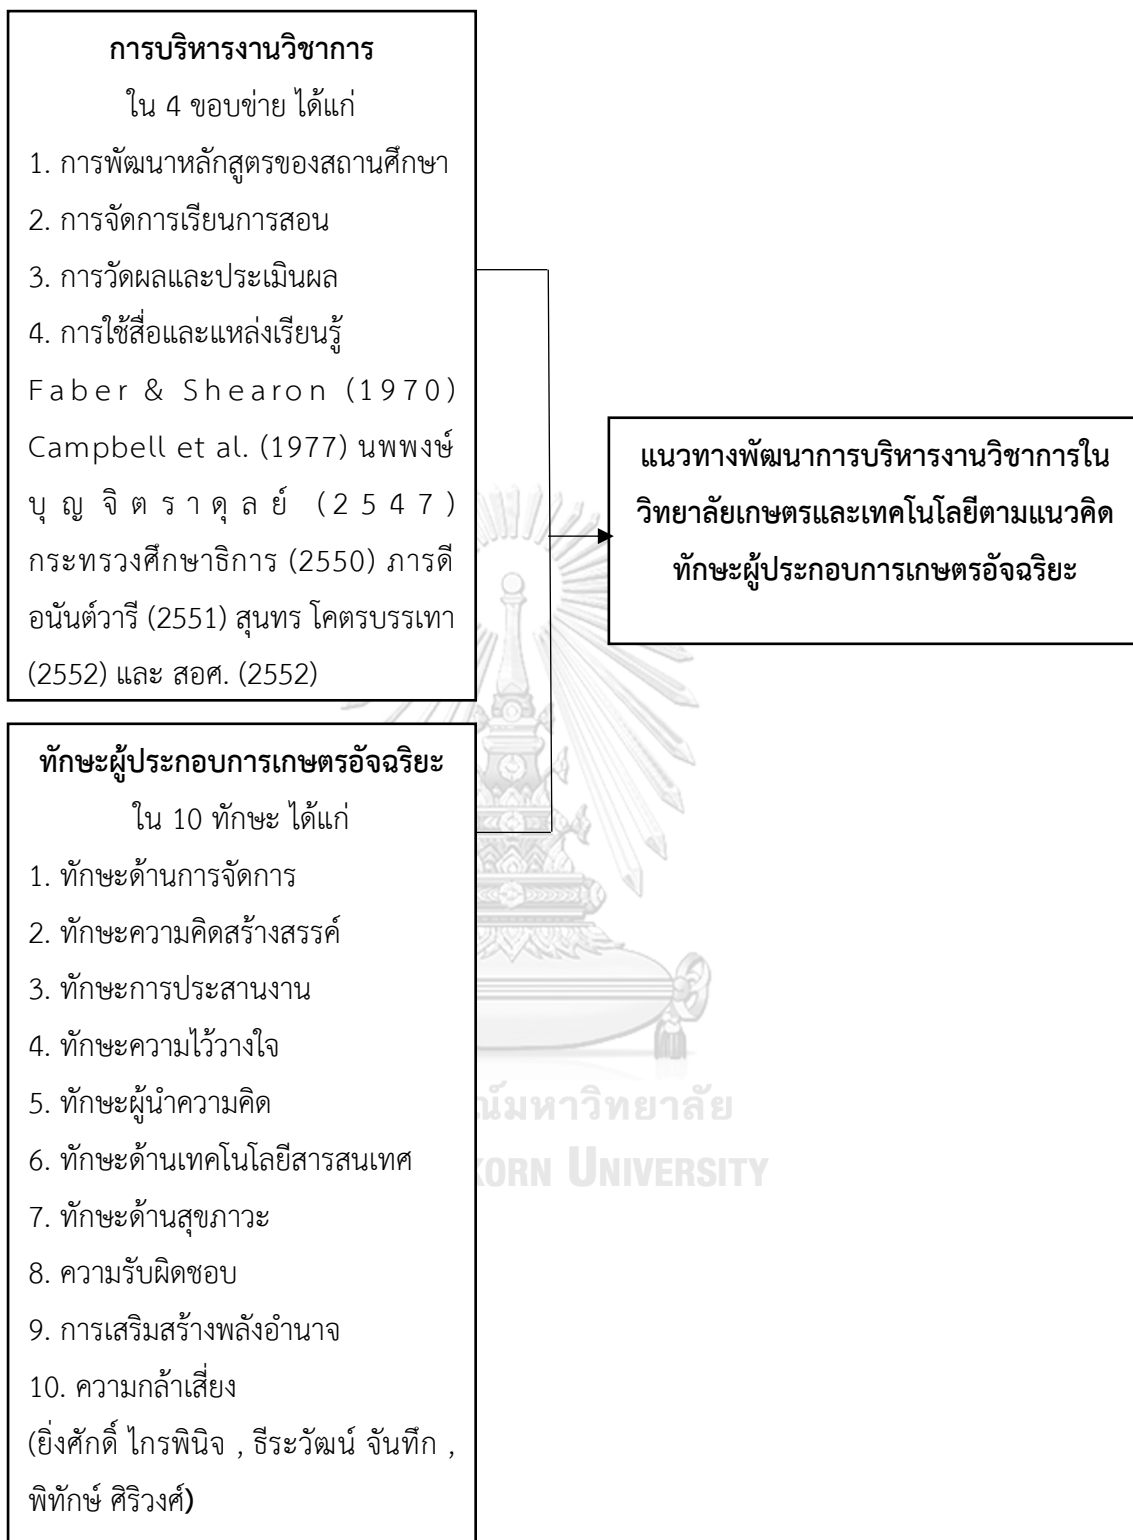 การบริหารงานวิชาการ
ใน 4 ขอบข่าย ได้แก่
1. การพัฒนาหลักสูตรของสถานศึกษา
2. การจัดการเรียนการสอน
3. การวัดผลและประเมินผล
4. การใช้สื่อและแหล่งเรียนรู้
Faber & Shearon (1970)
Campbell et al. (1977) นพพงษ์
บุญจิตราดุลย์ (2547)
กระทรวงศึกษาธิการ (2550) ภารดี
อนันต์วารี (2551) สุนทร โคตรบรรเทา
(2552) และ สอศ. (2552)
แนวทางพัฒนาการบริหารงานวิชาการใน
วิทยาลัยเกษตรและเทคโนโลยีตามแนวคิด
ทักษะผู้ประกอบการเกษตรอัจฉริยะ
ทักษะผู้ประกอบการเกษตรอัจฉริยะ
ใน 10 ทักษะ ได้แก่
1. ทักษะด้านการจัดการ
2. ทักษะความคิดสร้างสรรค์
3. ทักษะการประสานงาน
4. ทักษะความไว้วางใจ
5. ทักษะผู้นำความคิด
6. ทักษะด้านเทคโนโลยีสารสนเทศ
7. ทักษะด้านสุขภาวะ
8. ความรับผิดชอบ
9. การเสริมสร้างพลังอำนาจ
10. ความกล้าเสี่ยง
(ยิ่งศักดิ์ ไกรพินิจ , ธีระวัฒน์ จันทึก ,
พิทักษ์ ศิริวงศ์)
ณ์มหาวิทยาลัย
KORN UNIVERSITY